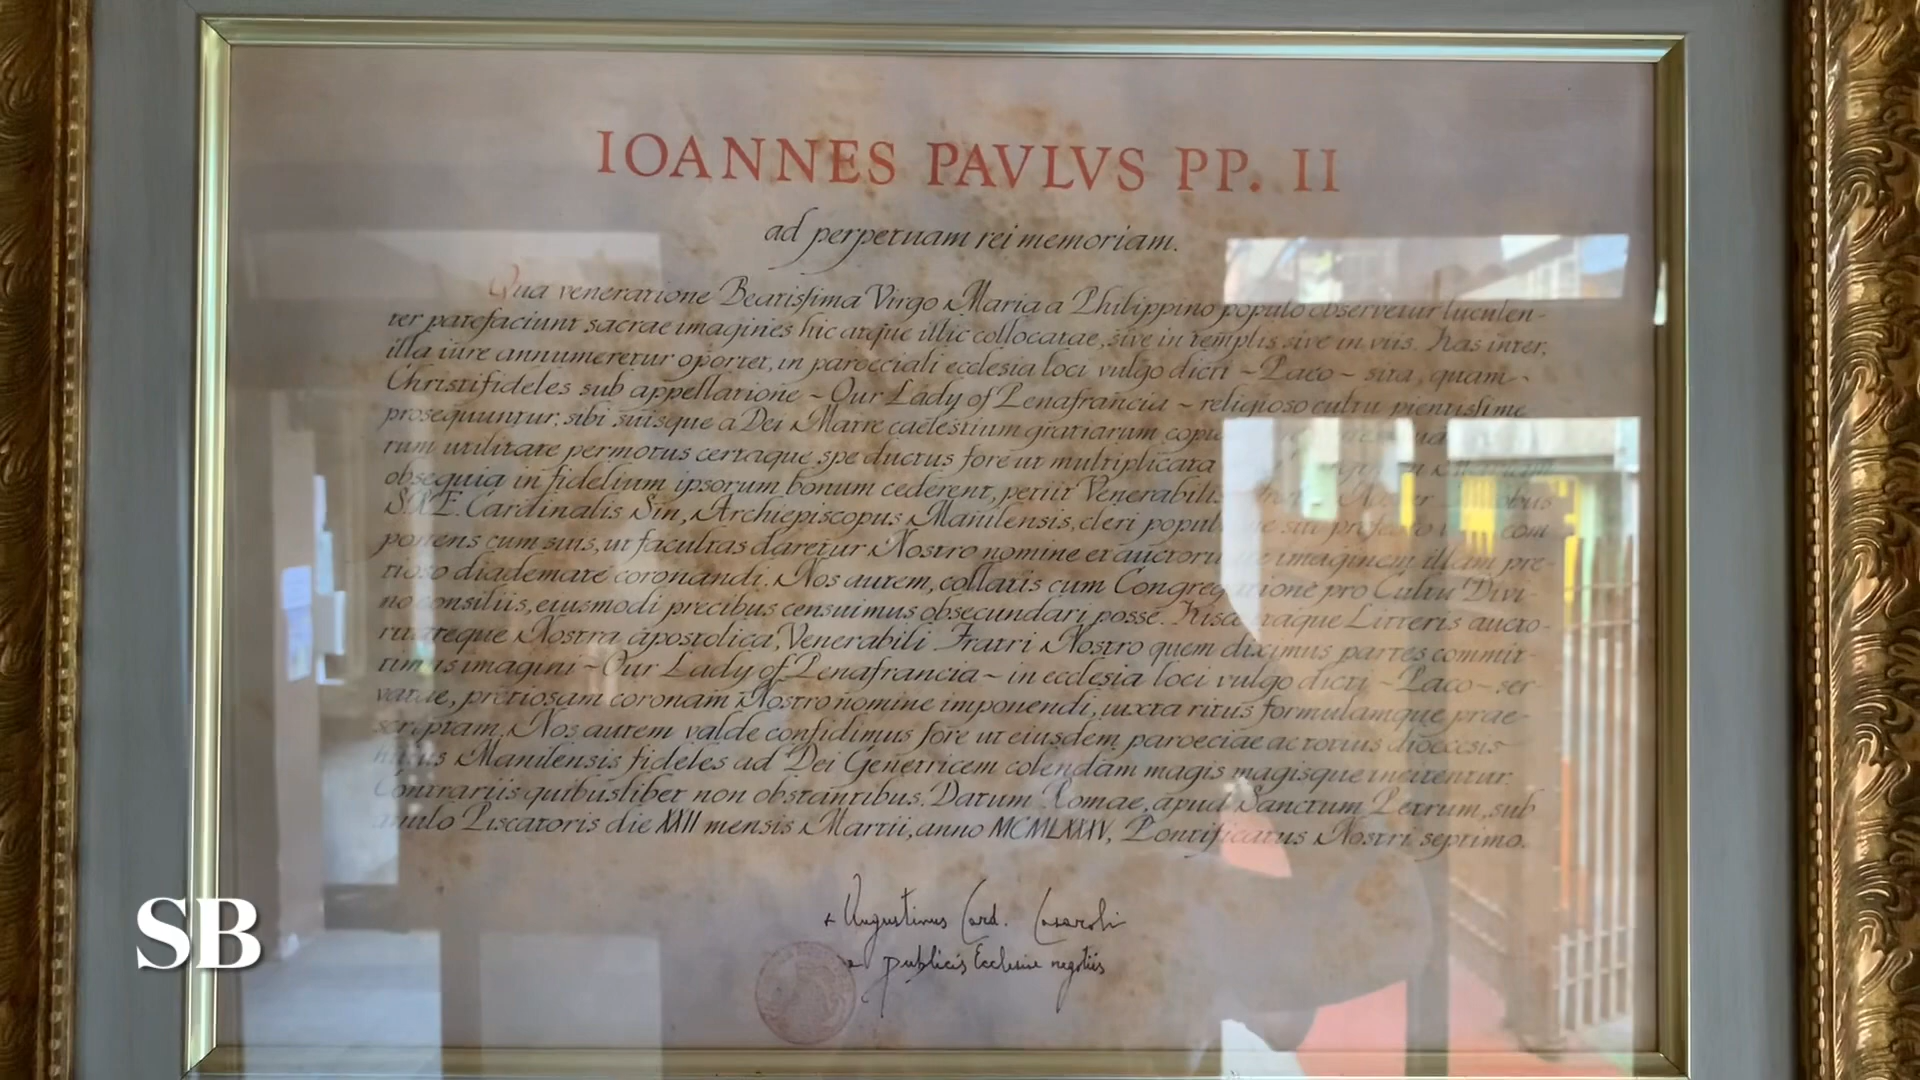 IOANNES PAVLVS PP. II
ad perpetuam rei memoriam.
Qua veneratione Beatissima Virgo Maria a Philippino populo observetur luculen-
ter patefaciunt sacrae imagines hic atque illic collocatae, sive in templis sive in viis. Has inter,
illa iure annumeretur oportet, in paroeciali ecclesia loci vulgo dicti ~ Paco ~ sita, quam
Christifideles sub appellatione ~ Our Lady of Penafrancia ~ religioso cultu pientissime
prosequuntur, sibi suisque a Dei Matre caelestium gratiarum
rum utilitate permotus certaque spe ductus fore ut multiplicata
obsequia in fidelium ipsorum bonum cederent, petiit Venerabilis
S.R.E. Cardinalis Sin, Archiepiscopus Manilensis, cleri
ponens cum suis, ut facultas daretur Nostro nomine et imaginem illam pre-
tioso diademate coronandi. Nos autem, collatis cum Congregatione pro Cultu Divi-
no consiliis, eiusmodi precibus censuimus obsecundari posse. Litteris aucto-
ritateque Nostra apostolica, Venerabili Fratri Nostro quem diximus partes commit-
timus imagini ~ Our Lady of Penafrancia ~ in ecclesia loci vulgo dicti ~ Paco ~ ser-
vatae, pretiosam coronam Nostro nomine imponendi, iuxta ritus formulamque prae-
scriptam. Nos autem valde confidimus fore ut eiusdem paroeciae ac totius dioecesis
Manilensis fideles ad Dei Genetricem colendam magis magisque incitentur.
Contrariis quibuslibet non obstantibus. Datum Romae, apud Sanctum Petrum, sub
anulo Piscatoris die XXII mensis Martii, anno MCMLXXXV, Pontificatus Nostri septimo.
+ Augustinus Card. Casaroli
a publicis Ecclesiae negotiis
SB